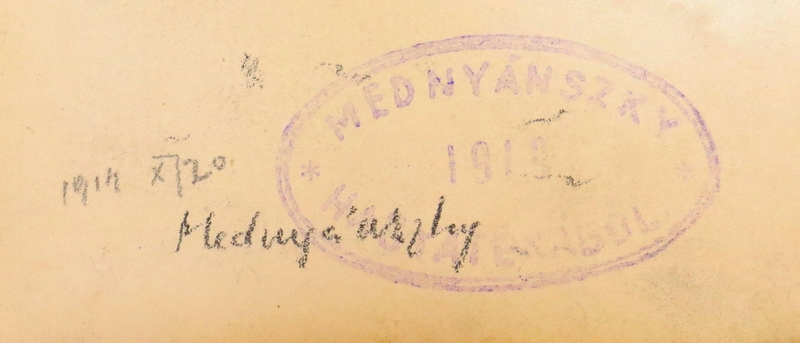 MEDNYÁNSZKY
1919
HAGYATÉKÁBÓL
1914 X/20
Mednyánszky